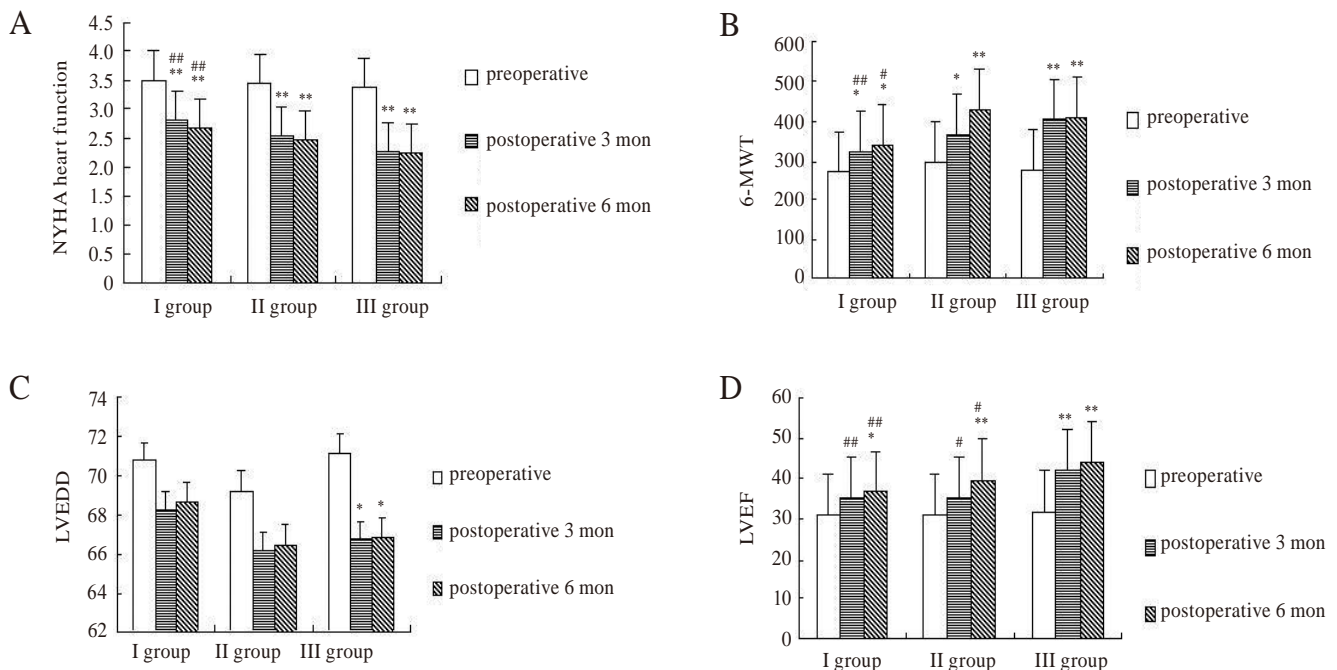 A
4.5
4.0
3.5
3.0
2.5
2.0
1.5
1.0
0.5
0
NYHA heart function
##
**
##
**
**
**
**
**
I group
II group
III group
preoperative
postoperative 3 mon
postoperative 6 mon
B
600
500
400
300
300
100
0
6-MWT
##
*
#
*
*
**
**
**
I group
II group
III group
preoperative
postoperative 3 mon
postoperative 6 mon
C
74
72
70
68
66
64
62
LVEDD
*
*
I group
II group
III group
preoperative
postoperative 3 mon
postoperative 6 mon
D
60
50
40
30
20
10
0
LVEF
##
##
*
#
#
**
**
**
I group
II group
III group
preoperative
postoperative 3 mon
postoperative 6 mon